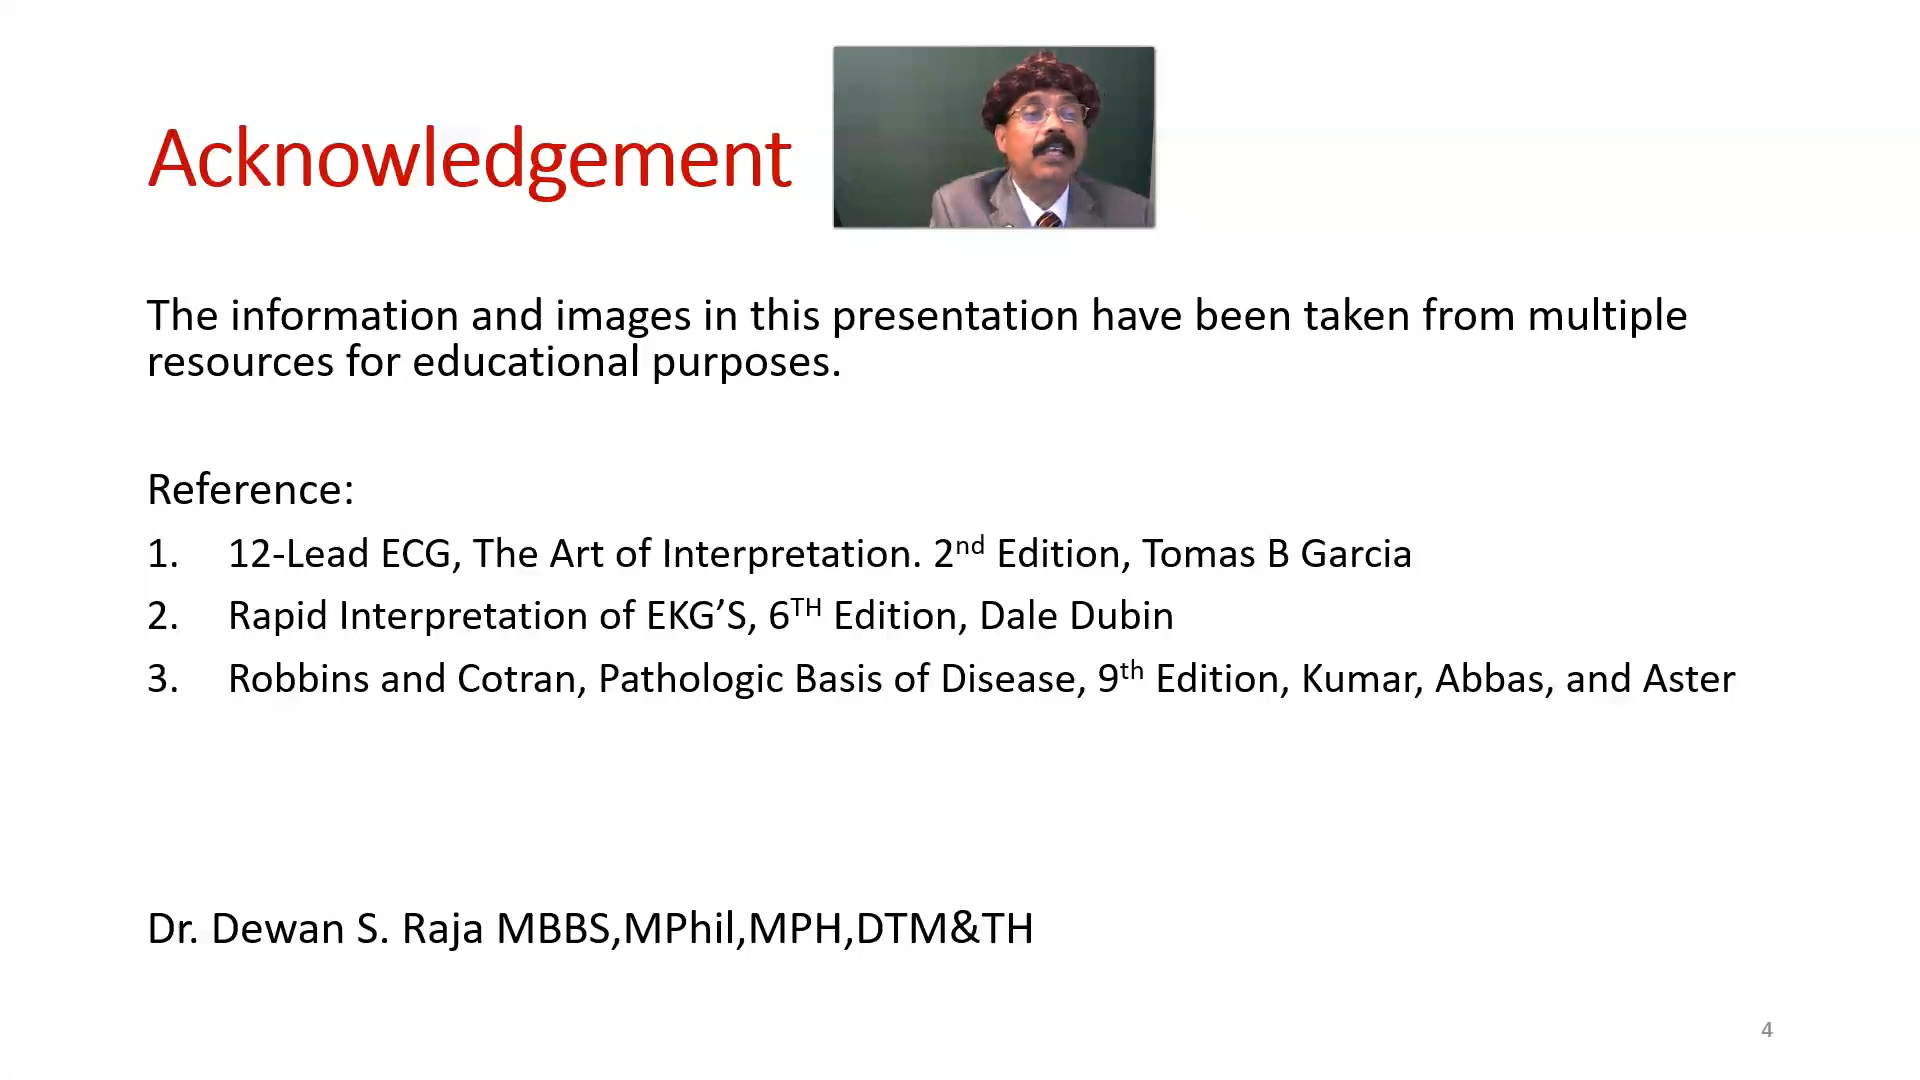 Acknowledgement
The information and images in this presentation have been taken from multiple
resources for educational purposes.
Reference:
1. 12-Lead ECG, The Art of Interpretation. 2nd Edition, Tomas B Garcia
2. Rapid Interpretation of EKG’S, 6TH Edition, Dale Dubin
3. Robbins and Cotran, Pathologic Basis of Disease, 9th Edition, Kumar, Abbas, and Aster
Dr. Dewan S. Raja MBBS,MPhil,MPH,DTM&TH
4